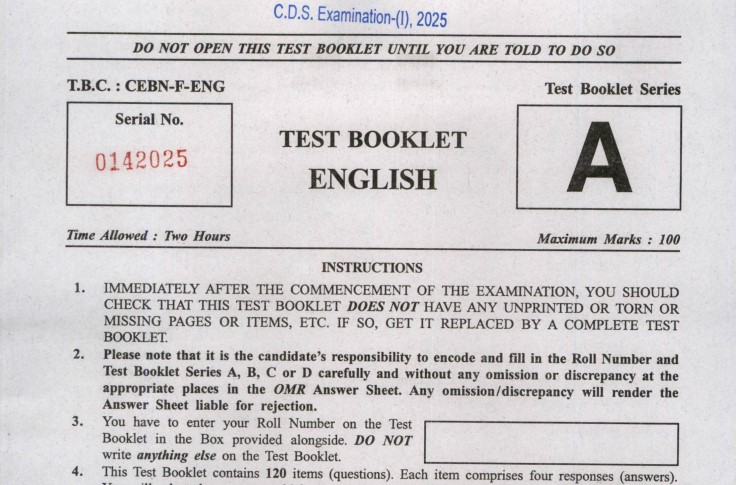 C.D.S. Examination-(I), 2025
DO NOT OPEN THIS TEST BOOKLET UNTIL YOU ARE TOLD TO DO SO
T.B.C. : CEBN-F-ENG
Test Booklet Series
Serial No.
0142025
TEST BOOKLET
ENGLISH
A
Time Allowed : Two Hours
Maximum Marks : 100
INSTRUCTIONS
1. IMMEDIATELY AFTER THE COMMENCEMENT OF THE EXAMINATION, YOU SHOULD
CHECK THAT THIS TEST BOOKLET DOES NOT HAVE ANY UNPRINTED OR TORN OR
MISSING PAGES OR ITEMS, ETC. IF SO, GET IT REPLACED BY A COMPLETE TEST
BOOKLET.
2. Please note that it is the candidate's responsibility to encode and fill in the Roll Number and
Test Booklet Series A, B, C or D carefully and without any omission or discrepancy at the
appropriate places in the OMR Answer Sheet. Any omission/discrepancy will render the
Answer Sheet liable for rejection.
3. You have to enter your Roll Number on the Test
Booklet in the Box provided alongside. DO NOT
write anything else on the Test Booklet.
4. This Test Booklet contains 120 items (questions). Each item comprises four responses (answers).